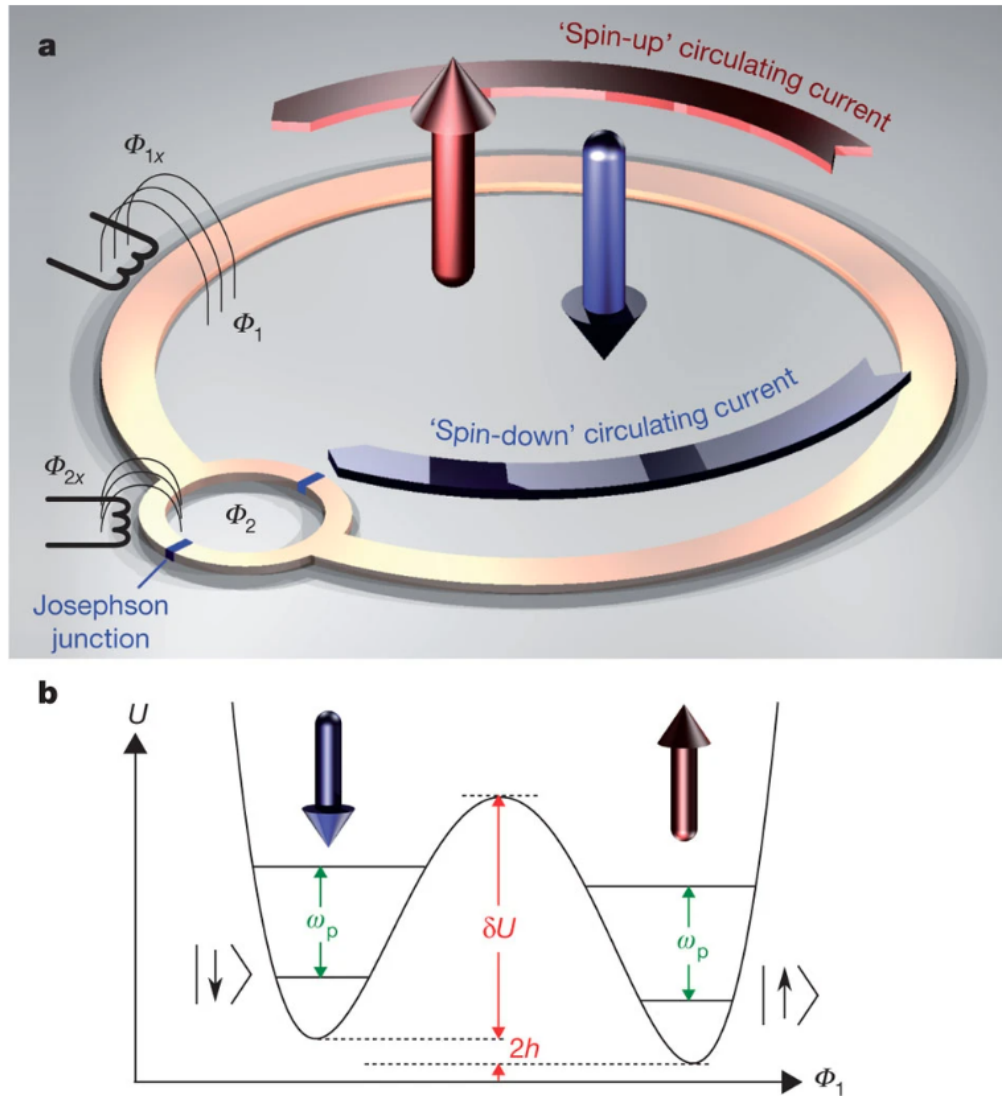 a
'Spin-up' circulating current
Φ1x
Φ1
'Spin-down' circulating current
Φ2x
Φ2
Josephson
junction
b
U
ωp
δU
ωp
|↓⟩
|↑⟩
2h
Φ1